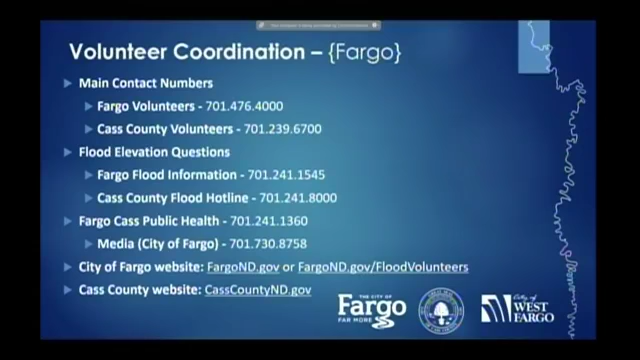 Volunteer Coordination – {Fargo}
Main Contact Numbers
Fargo Volunteers - 701.476.4000
Cass County Volunteers - 701.239.6700
Flood Elevation Questions
Fargo Flood Information - 701.241.1545
Cass County Flood Hotline - 701.241.8000
Fargo Cass Public Health - 701.241.1360
Media (City of Fargo) - 701.730.8758
City of Fargo website: FargoND.gov or FargoND.gov/FloodVolunteers
Cass County website: CassCountyND.gov
THE CITY OF
Fargo
FAR MORE
City of
WEST
FARGO